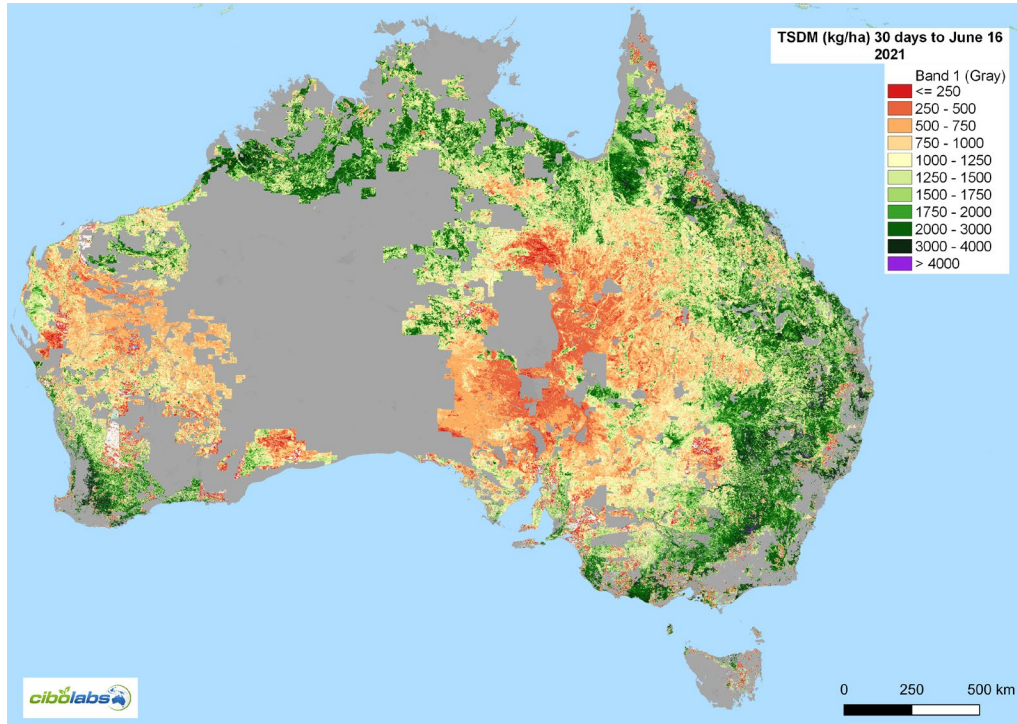 TSDM (kg/ha) 30 days to June 16
2021
Band 1 (Gray)
<= 250
250 - 500
500 - 750
750 - 1000
1000 - 1250
1250 - 1500
1500 - 1750
1750 - 2000
2000 - 3000
3000 - 4000
> 4000
cibolabs
0 250 500 km